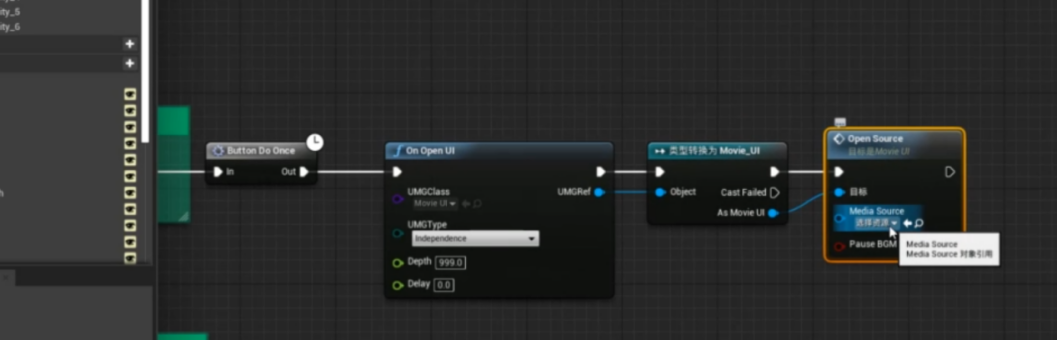 ity_5
ity_6
Button Do Once
In
Out
On Open UI
UMGClass
Movie UI
UMGRef
UMGType
Independence
Depth 999.0
Delay 0.0
类型转换为 Movie_UI
Object
Cast Failed
As Movie UI
Open Source
目标是Movie UI
目标
Media Source
选择资源
Pause BGM
Media Source
Media Source 对象引用